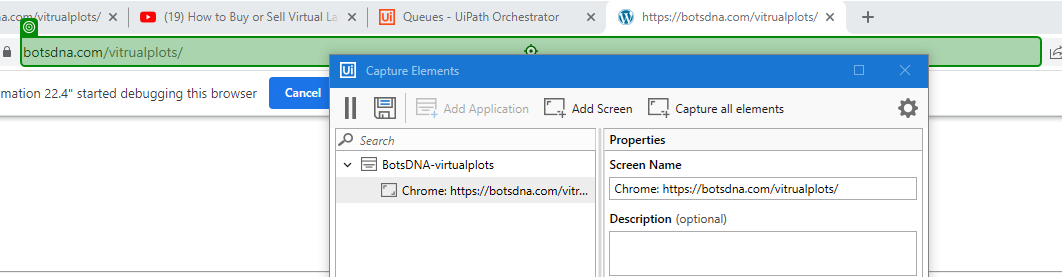 a.com/vitrualplots/
(19) How to Buy or Sell Virtual La
Queues - UiPath Orchestrator
https://botsdna.com/vitrualplots/
botsdna.com/vitrualplots/
Ui Capture Elements
mation 22.4" started debugging this browser
Cancel
Add Application
Add Screen
Capture all elements
Search
Properties
BotsDNA-virtualplots
Screen Name
Chrome: https://botsdna.com/vitr...
Chrome: https://botsdna.com/vitrualplots/
Description (optional)